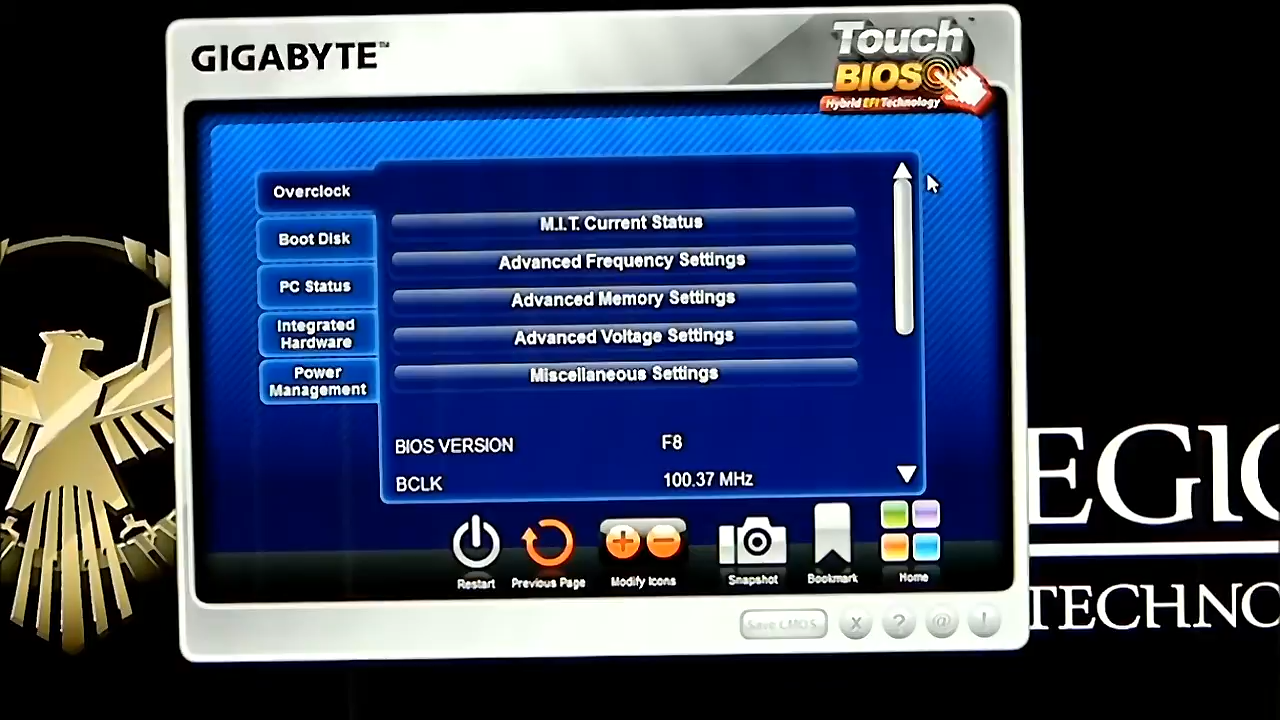 GIGABYTE™
Touch
BIOS
Hybrid EFI Technology
Overclock
Boot Disk
PC Status
Integrated
Hardware
Power
Management
M.I.T. Current Status
Advanced Frequency Settings
Advanced Memory Settings
Advanced Voltage Settings
Miscellaneous Settings
BIOS VERSION F8
BCLK 100.37 MHz
Restart
Previous Page
Modify Icons
Snapshot
Bookmark
Home
Save CMOS
X ? @ !
EGIO
TECHNO